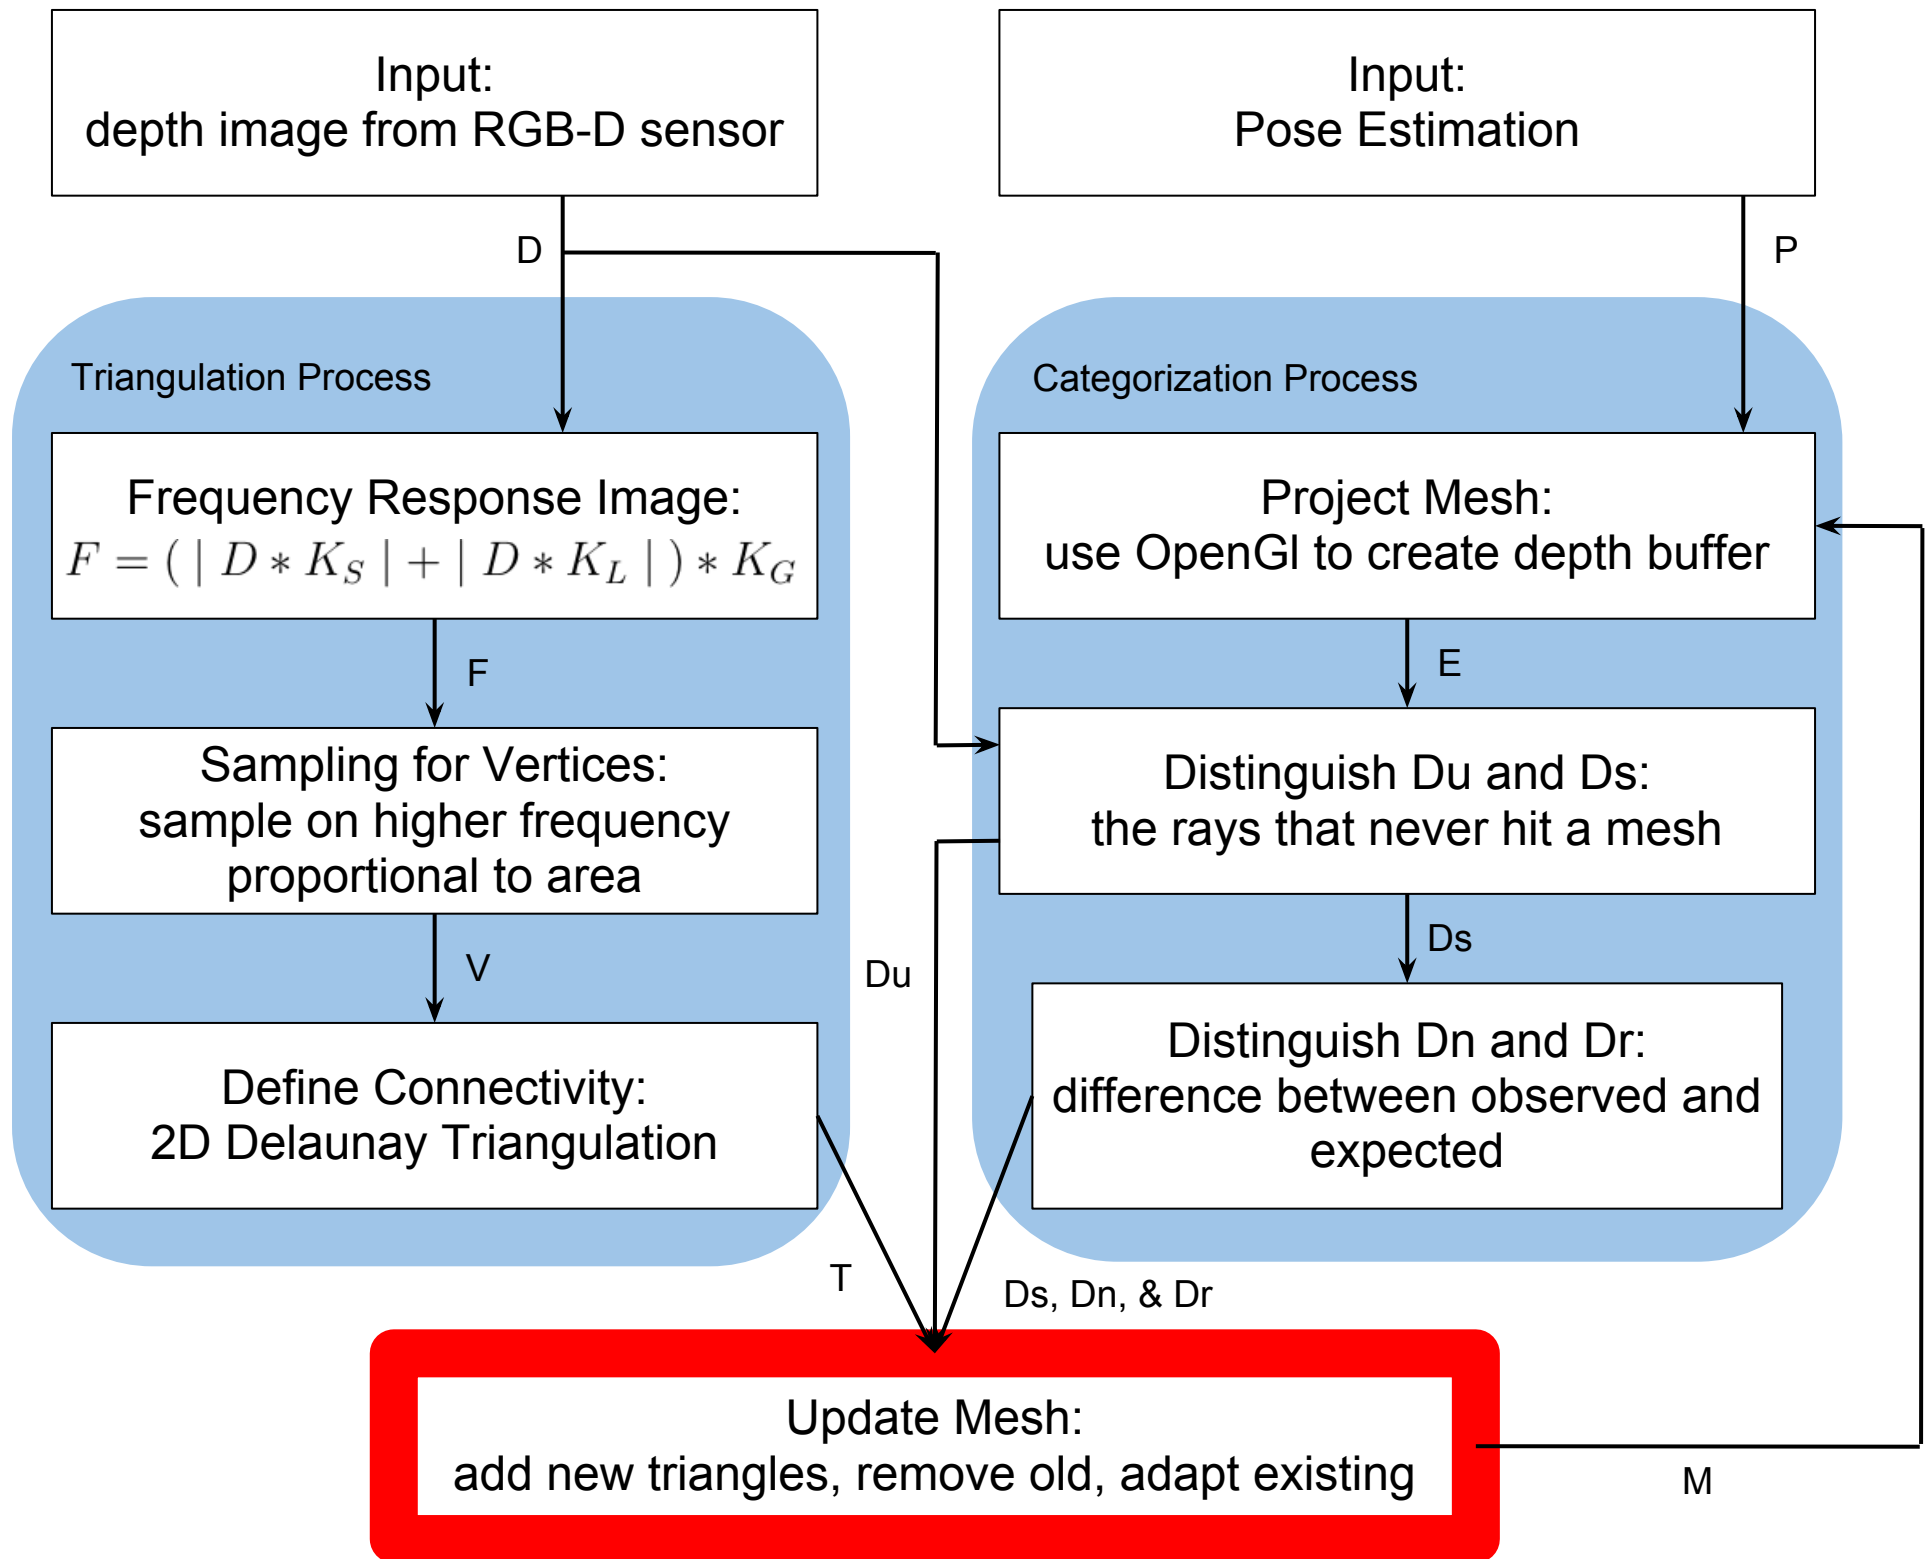 Input:
depth image from RGB-D sensor
Input:
Pose Estimation
D
P
Triangulation Process
Categorization Process
Frequency Response Image:
F = ( | D ∗ K_S | + | D ∗ K_L | ) ∗ K_G
Project Mesh:
use OpenGl to create depth buffer
F
E
Sampling for Vertices:
sample on higher frequency
proportional to area
Distinguish Du and Ds:
the rays that never hit a mesh
V
Du
Ds
Define Connectivity:
2D Delaunay Triangulation
Distinguish Dn and Dr:
difference between observed and
expected
T
Ds, Dn, & Dr
Update Mesh:
add new triangles, remove old, adapt existing
M